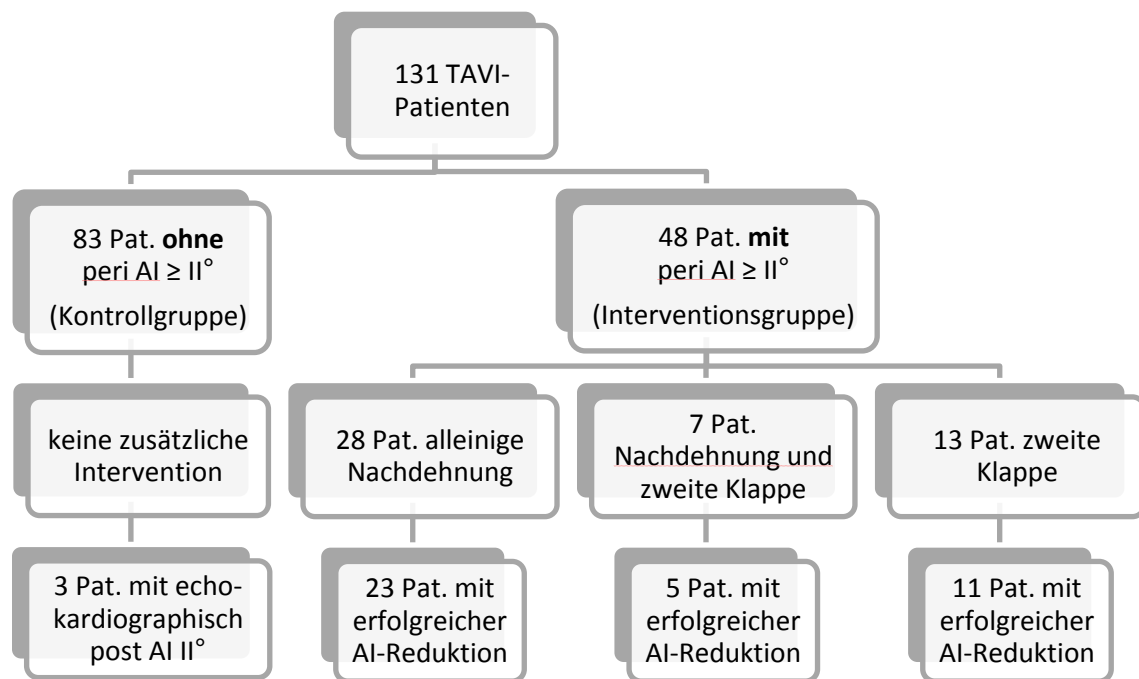 131 TAVI-
Patienten
83 Pat. ohne
peri AI ≥ II°
(Kontrollgruppe)
48 Pat. mit
peri AI ≥ II°
(Interventionsgruppe)
keine zusätzliche
Intervention
28 Pat. alleinige
Nachdehnung
7 Pat.
Nachdehnung und
zweite Klappe
13 Pat. zweite
Klappe
3 Pat. mit echo-
kardiographisch
post AI II°
23 Pat. mit
erfolgreicher
AI-Reduktion
5 Pat. mit
erfolgreicher
AI-Reduktion
11 Pat. mit
erfolgreicher
AI-Reduktion